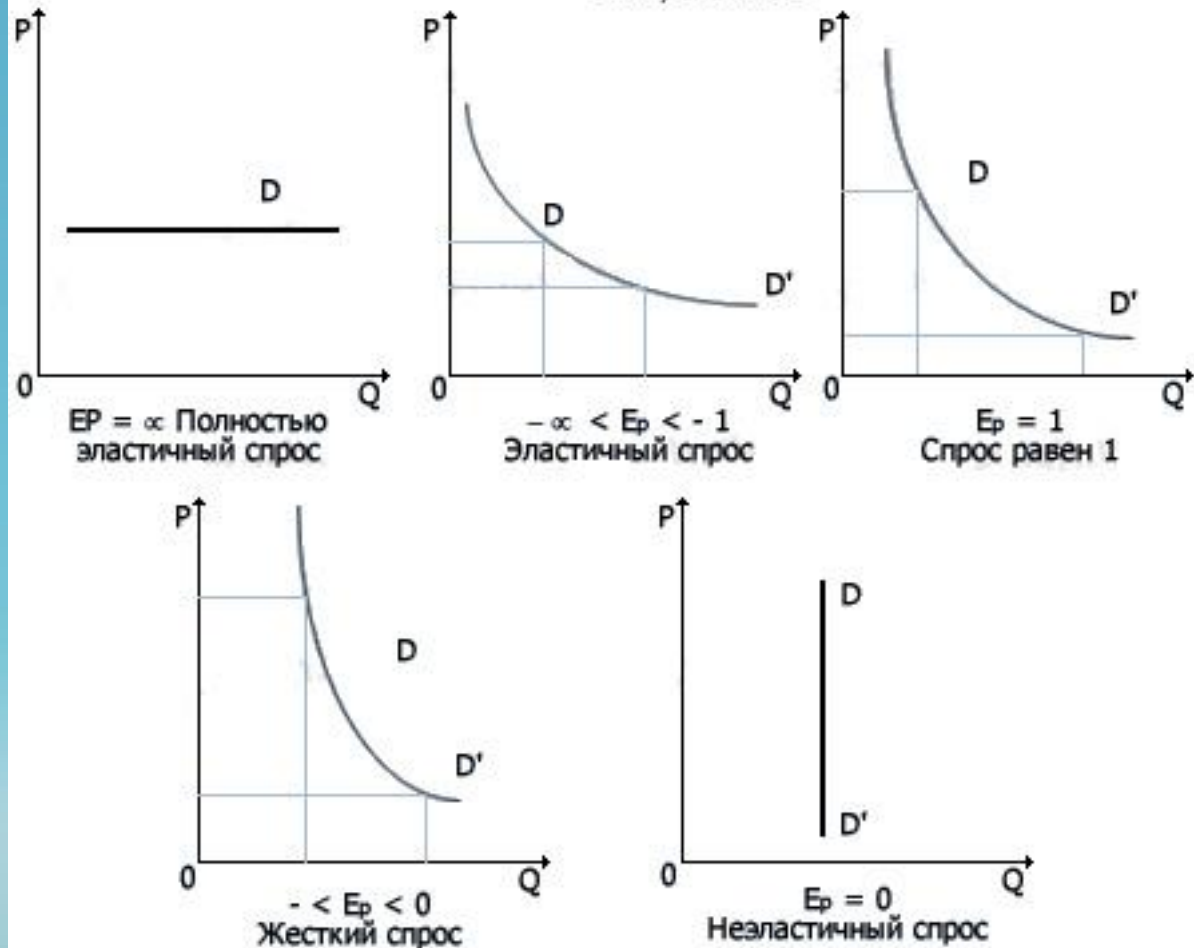 P
D
0
Q
EP = ∝ Полностью
эластичный спрос
P
D
D'
0
Q
– ∝ < Ep < - 1
Эластичный спрос
P
D
D'
0
Q
Ep = 1
Спрос равен 1
P
D
D'
0
Q
- < Ep < 0
Жесткий спрос
P
D
D'
0
Q
Ep = 0
Неэластичный спрос